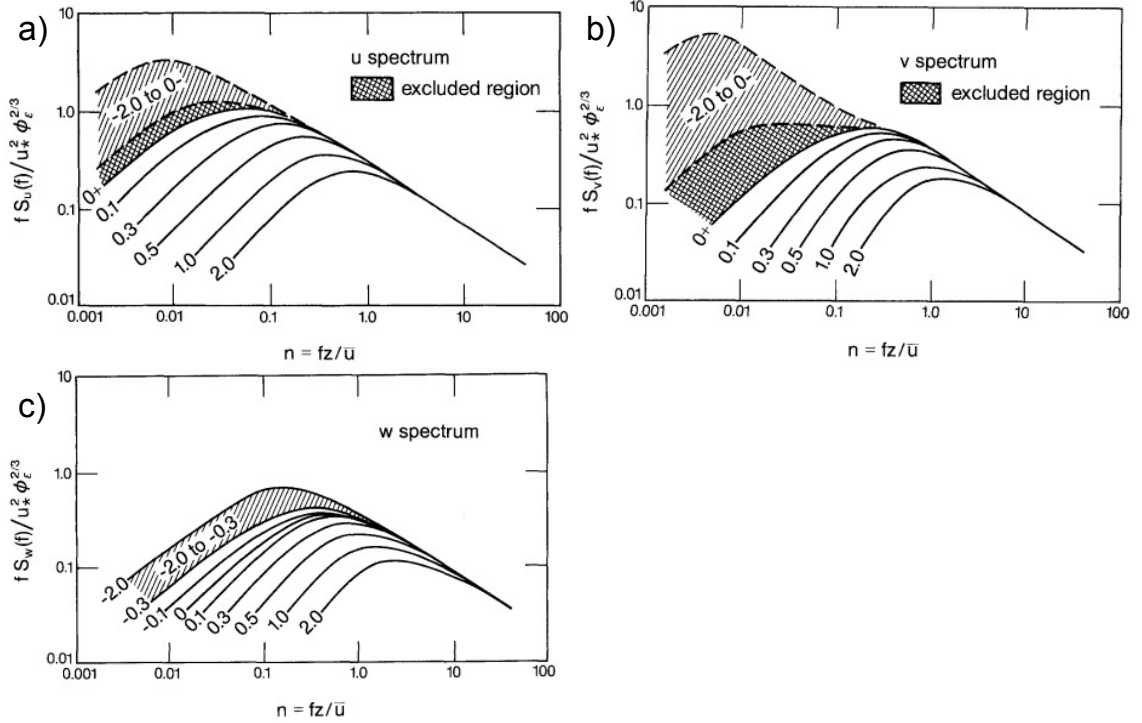 a)
10
1.0
0.1
0.01
f S_u(f)/u_*^2 ϕ_ε^{2/3}
u spectrum
excluded region
-2.0 to 0-
0+
0.1
0.3
0.5
1.0
2.0
0.001 0.01 0.1 1.0 10 100
n = fz/ū
b)
10
1.0
0.1
0.01
f S_v(f)/u_*^2 ϕ_ε^{2/3}
v spectrum
excluded region
-2.0 to 0-
0+
0.1
0.3
0.5
1.0
2.0
0.001 0.01 0.1 1.0 10 100
n = fz/ū
c)
10
1.0
0.1
0.01
f S_w(f)/u_*^2 ϕ_ε^{2/3}
w spectrum
-2.0 to -0.3
-2.0
-0.3
-0.1
0
0.1
0.3
0.5
1.0
2.0
0.001 0.01 0.1 1.0 10 100
n = fz/ū